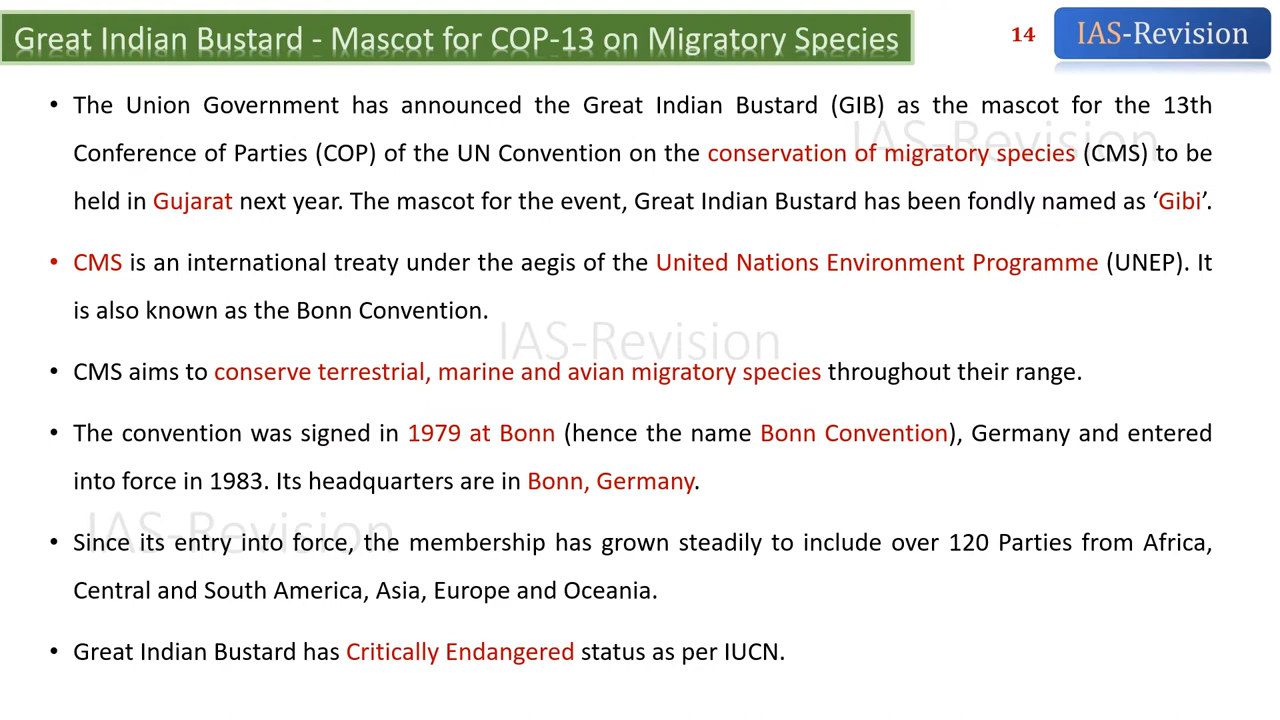 Great Indian Bustard - Mascot for COP-13 on Migratory Species
14
IAS-Revision
• The Union Government has announced the Great Indian Bustard (GIB) as the mascot for the 13th
Conference of Parties (COP) of the UN Convention on the conservation of migratory species (CMS) to be
held in Gujarat next year. The mascot for the event, Great Indian Bustard has been fondly named as ‘Gibi’.
• CMS is an international treaty under the aegis of the United Nations Environment Programme (UNEP). It
is also known as the Bonn Convention.
• CMS aims to conserve terrestrial, marine and avian migratory species throughout their range.
• The convention was signed in 1979 at Bonn (hence the name Bonn Convention), Germany and entered
into force in 1983. Its headquarters are in Bonn, Germany.
• Since its entry into force, the membership has grown steadily to include over 120 Parties from Africa,
Central and South America, Asia, Europe and Oceania.
• Great Indian Bustard has Critically Endangered status as per IUCN.
IAS-Revision
IAS-Revision
IAS-Revision